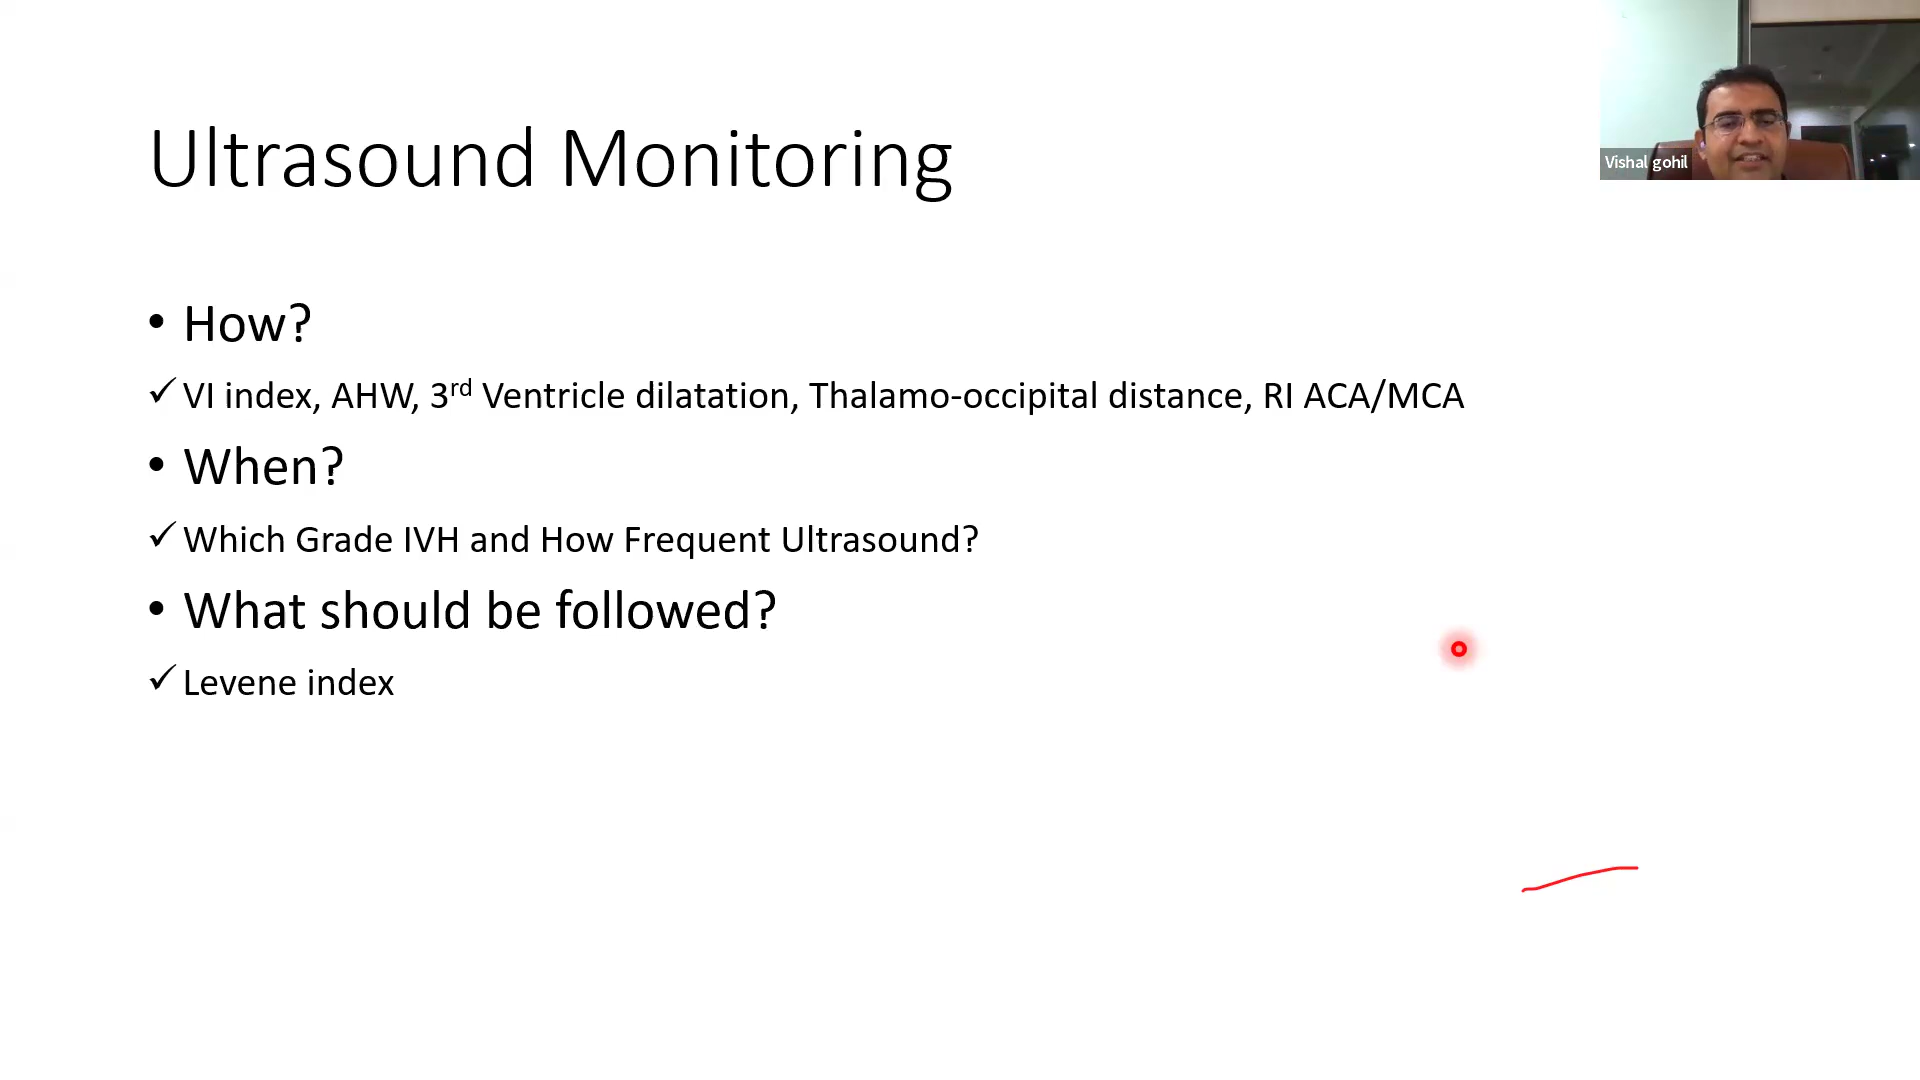 Ultrasound Monitoring
Vishal gohil
• How?
✓ VI index, AHW, 3rd Ventricle dilatation, Thalamo-occipital distance, RI ACA/MCA
• When?
✓ Which Grade IVH and How Frequent Ultrasound?
• What should be followed?
✓ Levene index